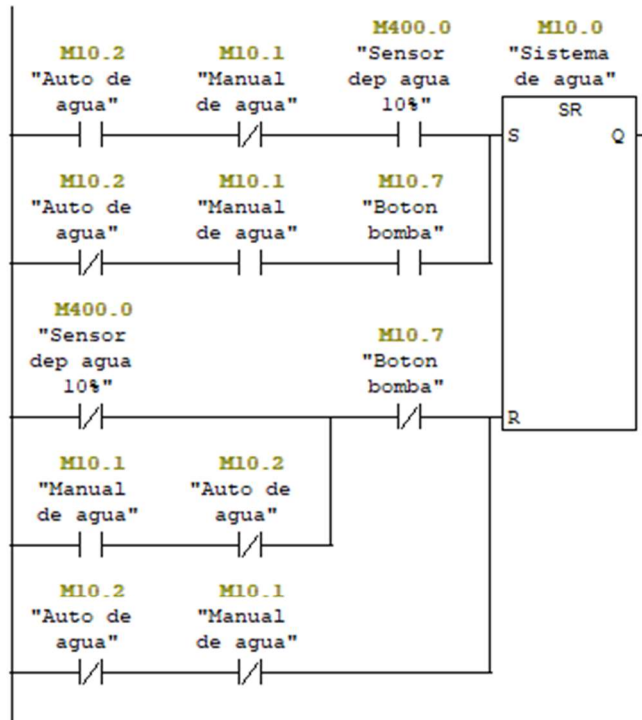 M10.2
"Auto de
agua"
M10.1
"Manual
de agua"
M400.0
"Sensor
dep agua
10%"
M10.0
"Sistema
de agua"
SR
S
Q
M10.2
"Auto de
agua"
M10.1
"Manual
de agua"
M10.7
"Boton
bomba"
M400.0
"Sensor
dep agua
10%"
M10.7
"Boton
bomba"
R
M10.1
"Manual
de agua"
M10.2
"Auto de
agua"
M10.2
"Auto de
agua"
M10.1
"Manual
de agua"